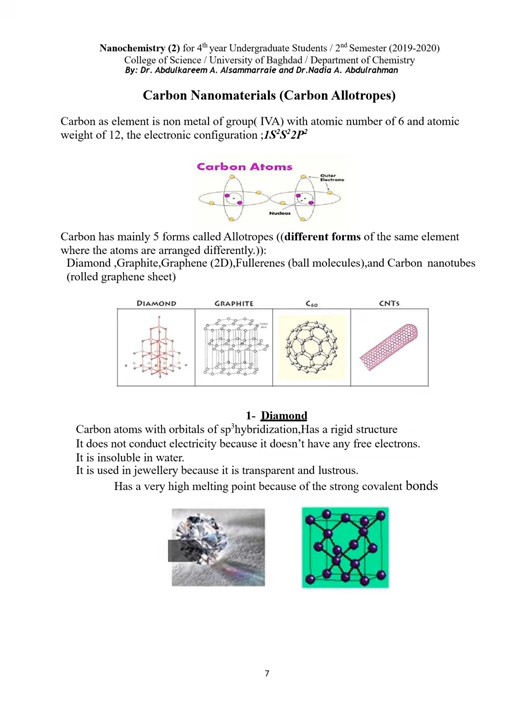 Nanochemistry (2) for 4th year Undergraduate Students / 2nd Semester (2019-2020)
College of Science / University of Baghdad / Department of Chemistry
By: Dr. Abdulkareem A. Alsammarraie and Dr.Nadia A. Abdulrahman
Carbon Nanomaterials (Carbon Allotropes)
Carbon as element is non metal of group( IVA) with atomic number of 6 and atomic
weight of 12, the electronic configuration ;1S²S²2P²
Carbon Atoms
Outer
Electrons
Nucleus
Carbon has mainly 5 forms called Allotropes ((different forms of the same element
where the atoms are arranged differently.)):
Diamond ,Graphite,Graphene (2D),Fullerenes (ball molecules),and Carbon nanotubes
(rolled graphene sheet)
DIAMOND GRAPHITE C₆₀ CNTs
1- Diamond
Carbon atoms with orbitals of sp³hybridization,Has a rigid structure
It does not conduct electricity because it doesn’t have any free electrons.
It is insoluble in water.
It is used in jewellery because it is transparent and lustrous.
Has a very high melting point because of the strong covalent bonds
7